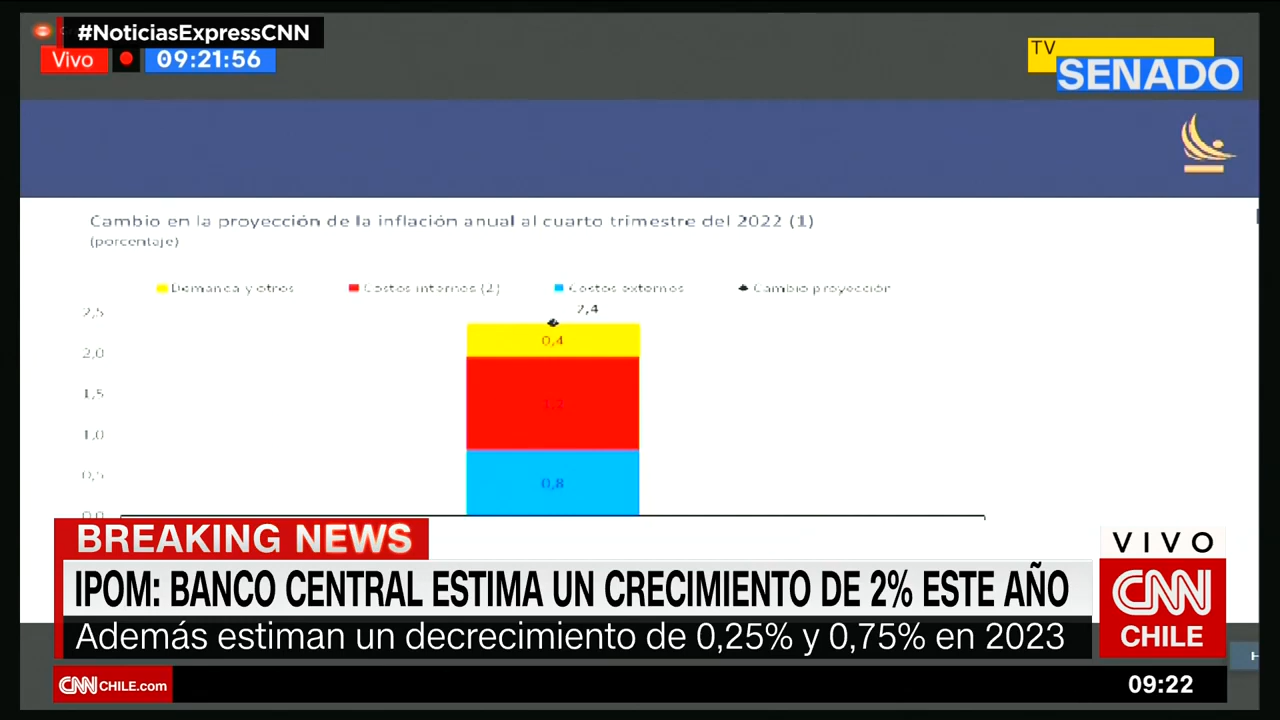 #NoticiasExpressCNN
Vivo
09:21:56
TV
SENADO
Cambio en la proyección de la inflación anual al cuarto trimestre del 2022 (1)
(porcentaje)
Demanda y otros
Costos internos (2)
Costos externos
Cambio proyección
2,4
2,5
0,4
2,0
1,5
1,2
1,0
0,5
0,8
0,0
BREAKING NEWS
VIVO
IPOM: BANCO CENTRAL ESTIMA UN CRECIMIENTO DE 2% ESTE AÑO
Además estiman un decrecimiento de 0,25% y 0,75% en 2023
CNN
CHILE
CNNCHILE.com
09:22